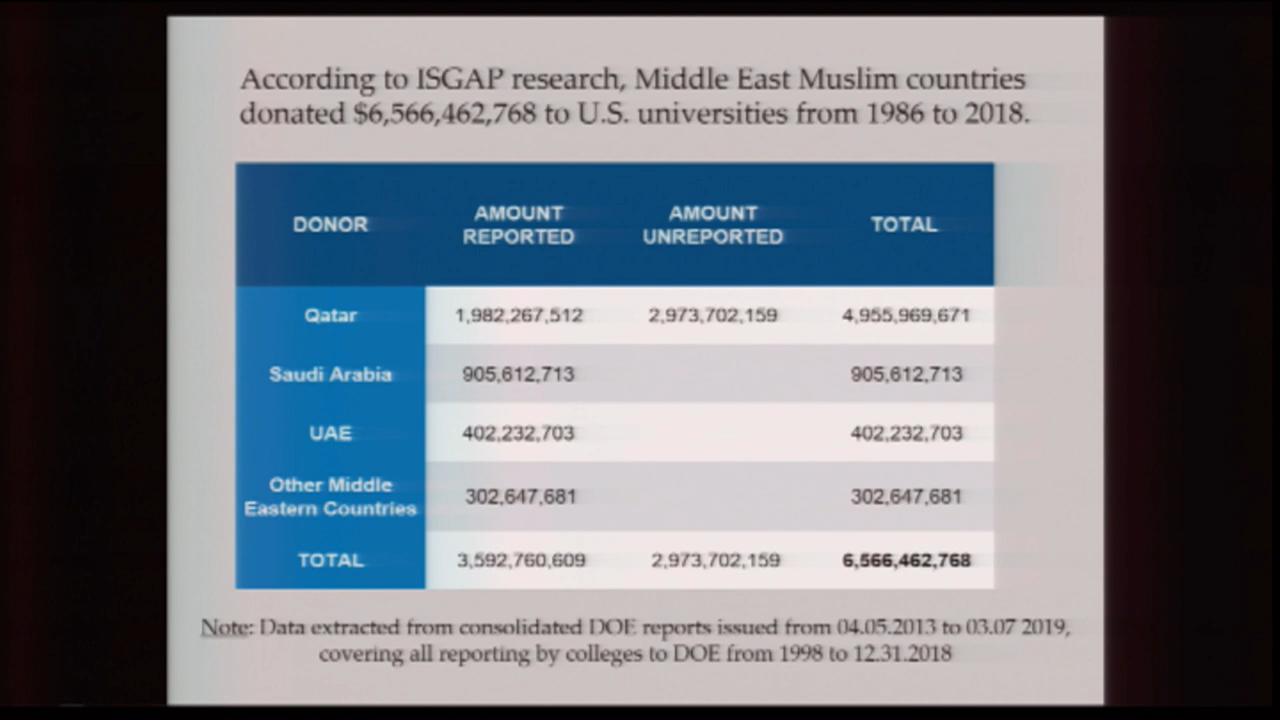 According to ISGAP research, Middle East Muslim countries
donated $6,566,462,768 to U.S. universities from 1986 to 2018.
DONOR AMOUNT REPORTED AMOUNT UNREPORTED TOTAL
Qatar 1,982,267,512 2,973,702,159 4,955,969,671
Saudi Arabia 905,612,713 905,612,713
UAE 402,232,703 402,232,703
Other Middle Eastern Countries 302,647,681 302,647,681
TOTAL 3,592,760,609 2,973,702,159 6,566,462,768
Note: Data extracted from consolidated DOE reports issued from 04.05.2013 to 03.07 2019,
covering all reporting by colleges to DOE from 1998 to 12.31.2018